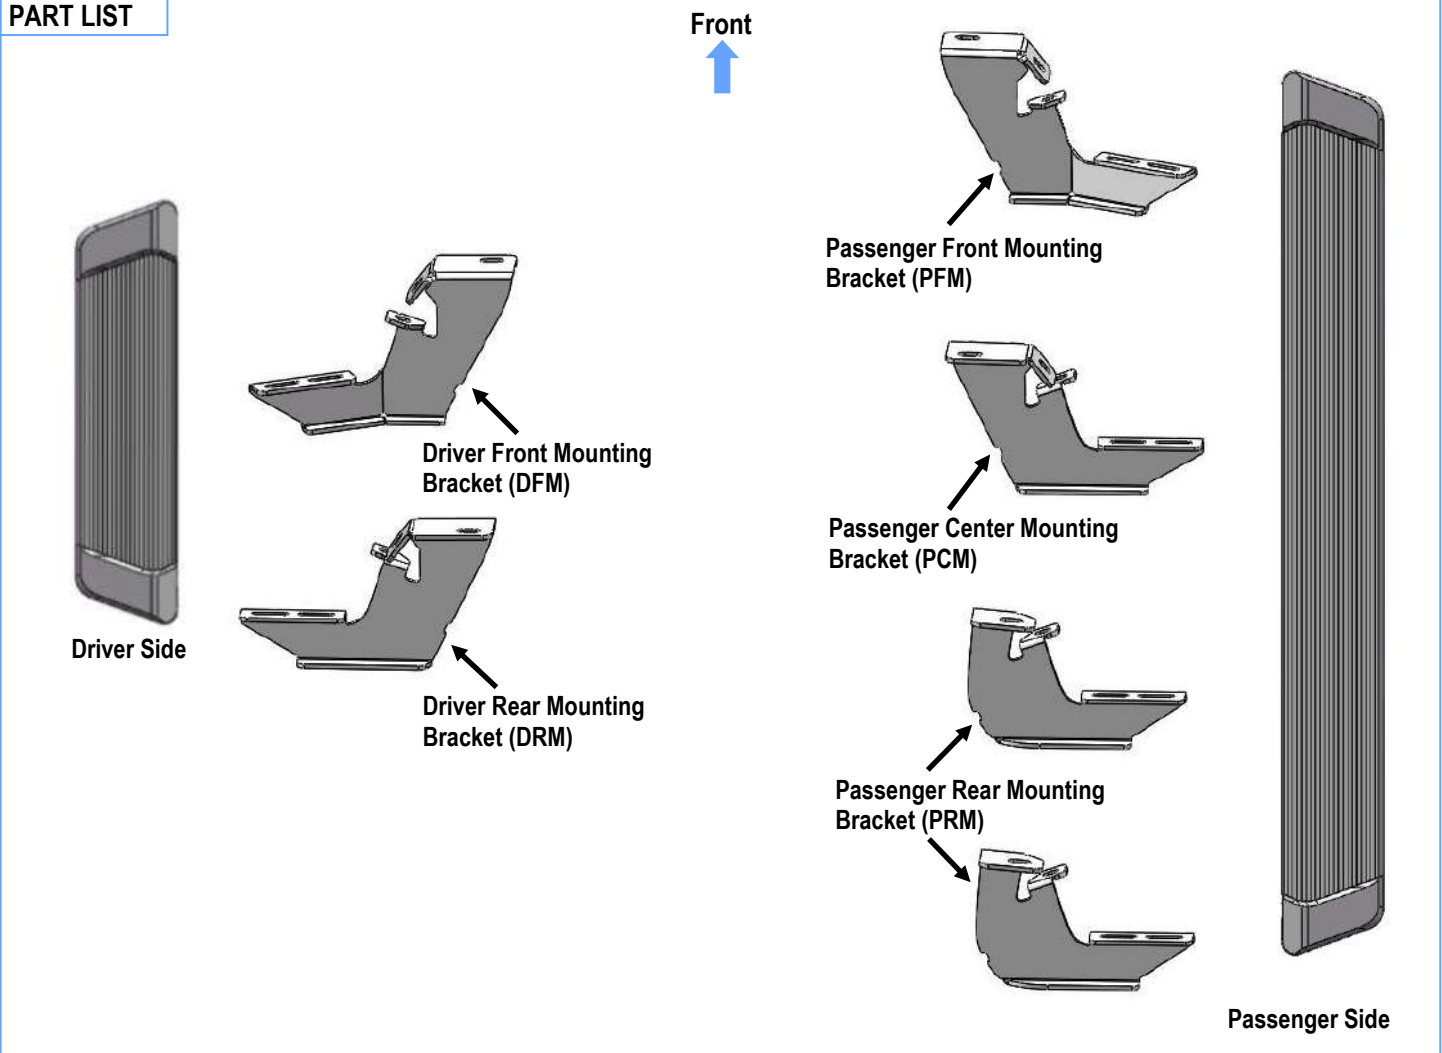 PART LIST
Front
Passenger Front Mounting
Bracket (PFM)
Driver Front Mounting
Bracket (DFM)
Passenger Center Mounting
Bracket (PCM)
Driver Side
Driver Rear Mounting
Bracket (DRM)
Passenger Rear Mounting
Bracket (PRM)
Passenger Side